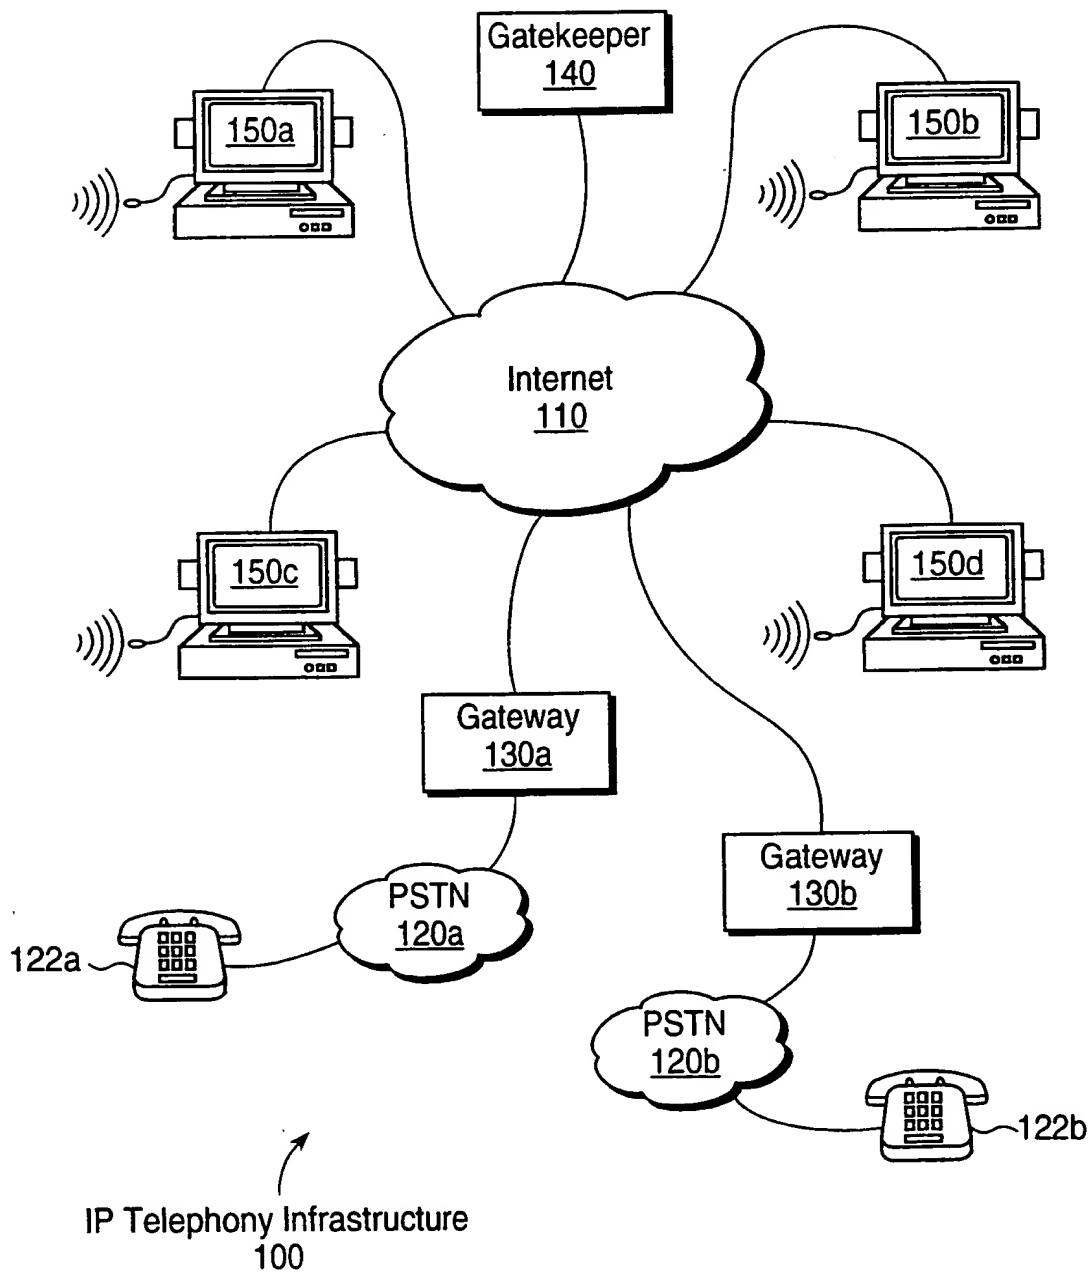 Gatekeeper
140
150a
150b
Internet
110
150c
150d
Gateway
130a
Gateway
130b
PSTN
120a
122a
PSTN
120b
122b
IP Telephony Infrastructure
100